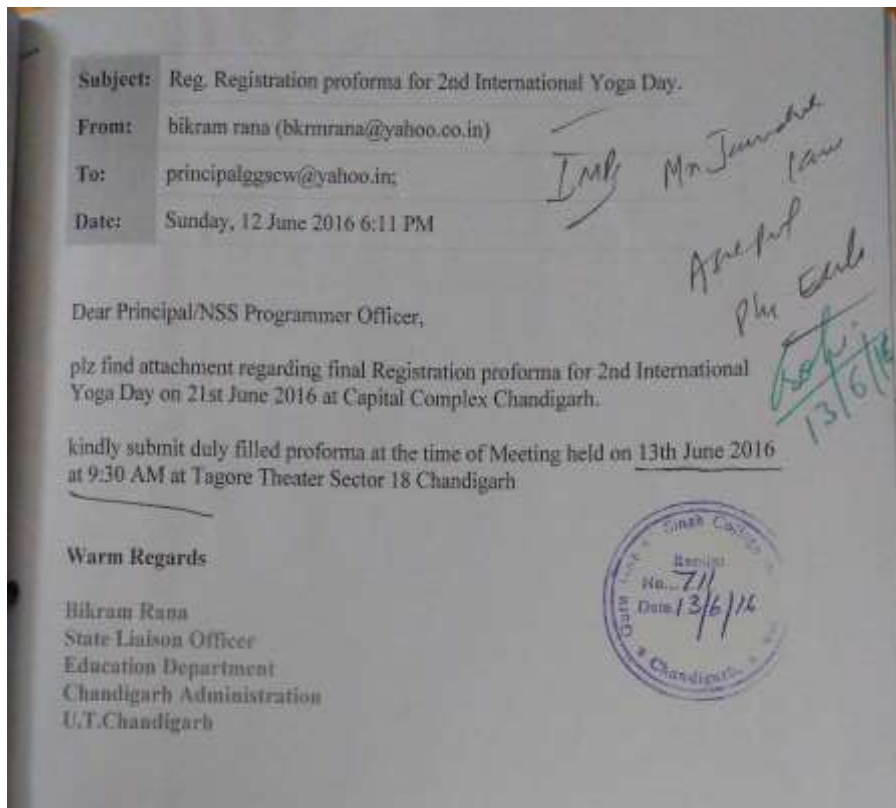 Subject: Reg. Registration proforma for 2nd International Yoga Day.
From: bikram rana (bkrmrana@yahoo.co.in)
To: principalggscw@yahoo.in;
Date: Sunday, 12 June 2016 6:11 PM
IMP
Mr
Dear Principal/NSS Programmer Officer,
plz find attachment regarding final Registration proforma for 2nd International
Yoga Day on 21st June 2016 at Capital Complex Chandigarh.
13/6/16
kindly submit duly filled proforma at the time of Meeting held on 13th June 2016
at 9:30 AM at Tagore Theater Sector 18 Chandigarh
Warm Regards
Bikram Rana
State Liaison Officer
Education Department
Chandigarh Administration
U.T.Chandigarh
Guru Singh College
Receipt
No. 711
Date 13/6/16
Chandigarh